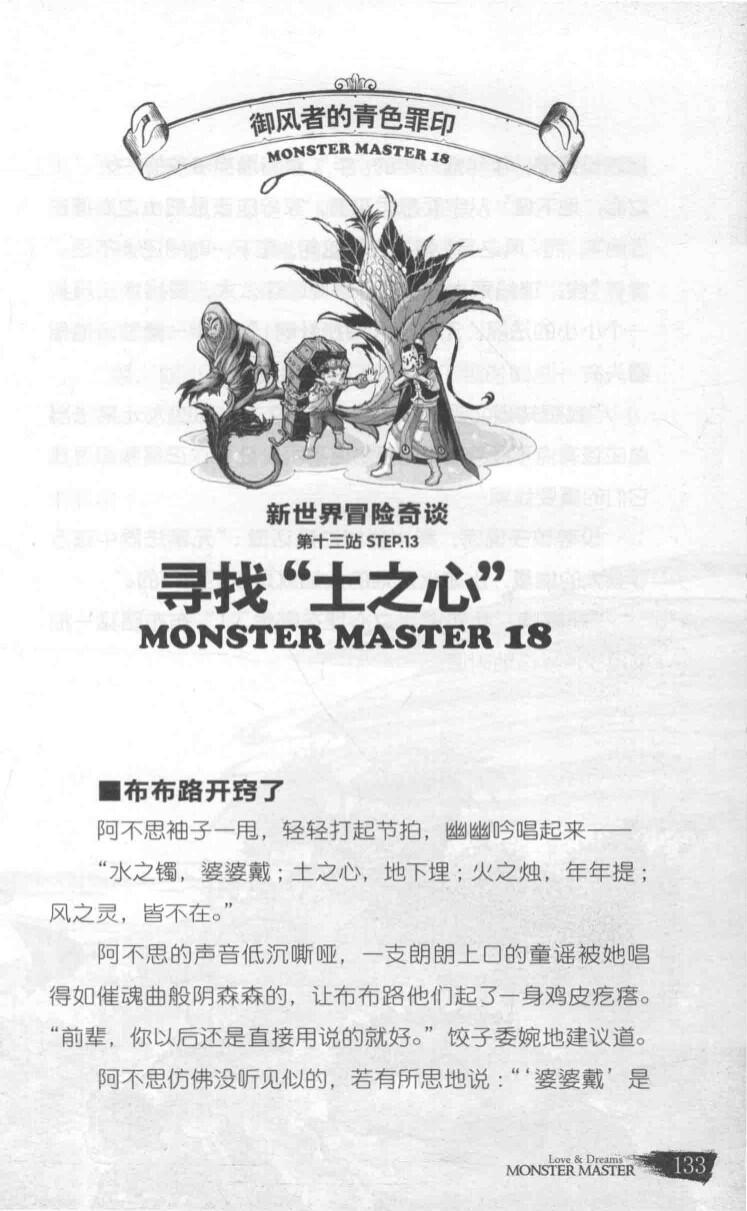 御风者的青色罪印
MONSTER MASTER 18
新世界冒险奇谈
第十三站 STEP.13
寻找“土之心”
MONSTER MASTER 18
■布布路开窍了
阿不思袖子一甩，轻轻打起节拍，幽幽吟唱起来——
“水之镯，婆婆戴；土之心，地下埋；火之烛，年年提；
风之灵，皆不在。”
阿不思的声音低沉嘶哑，一支朗朗上口的童谣被她唱
得如催魂曲般阴森森的，让布布路他们起了一身鸡皮疙瘩。
“前辈，你以后还是直接用说的就好。”饺子委婉地建议道。
阿不思仿佛没听见似的，若有所思地说：“‘婆婆戴’是
Love & Dreams
MONSTER MASTER 133